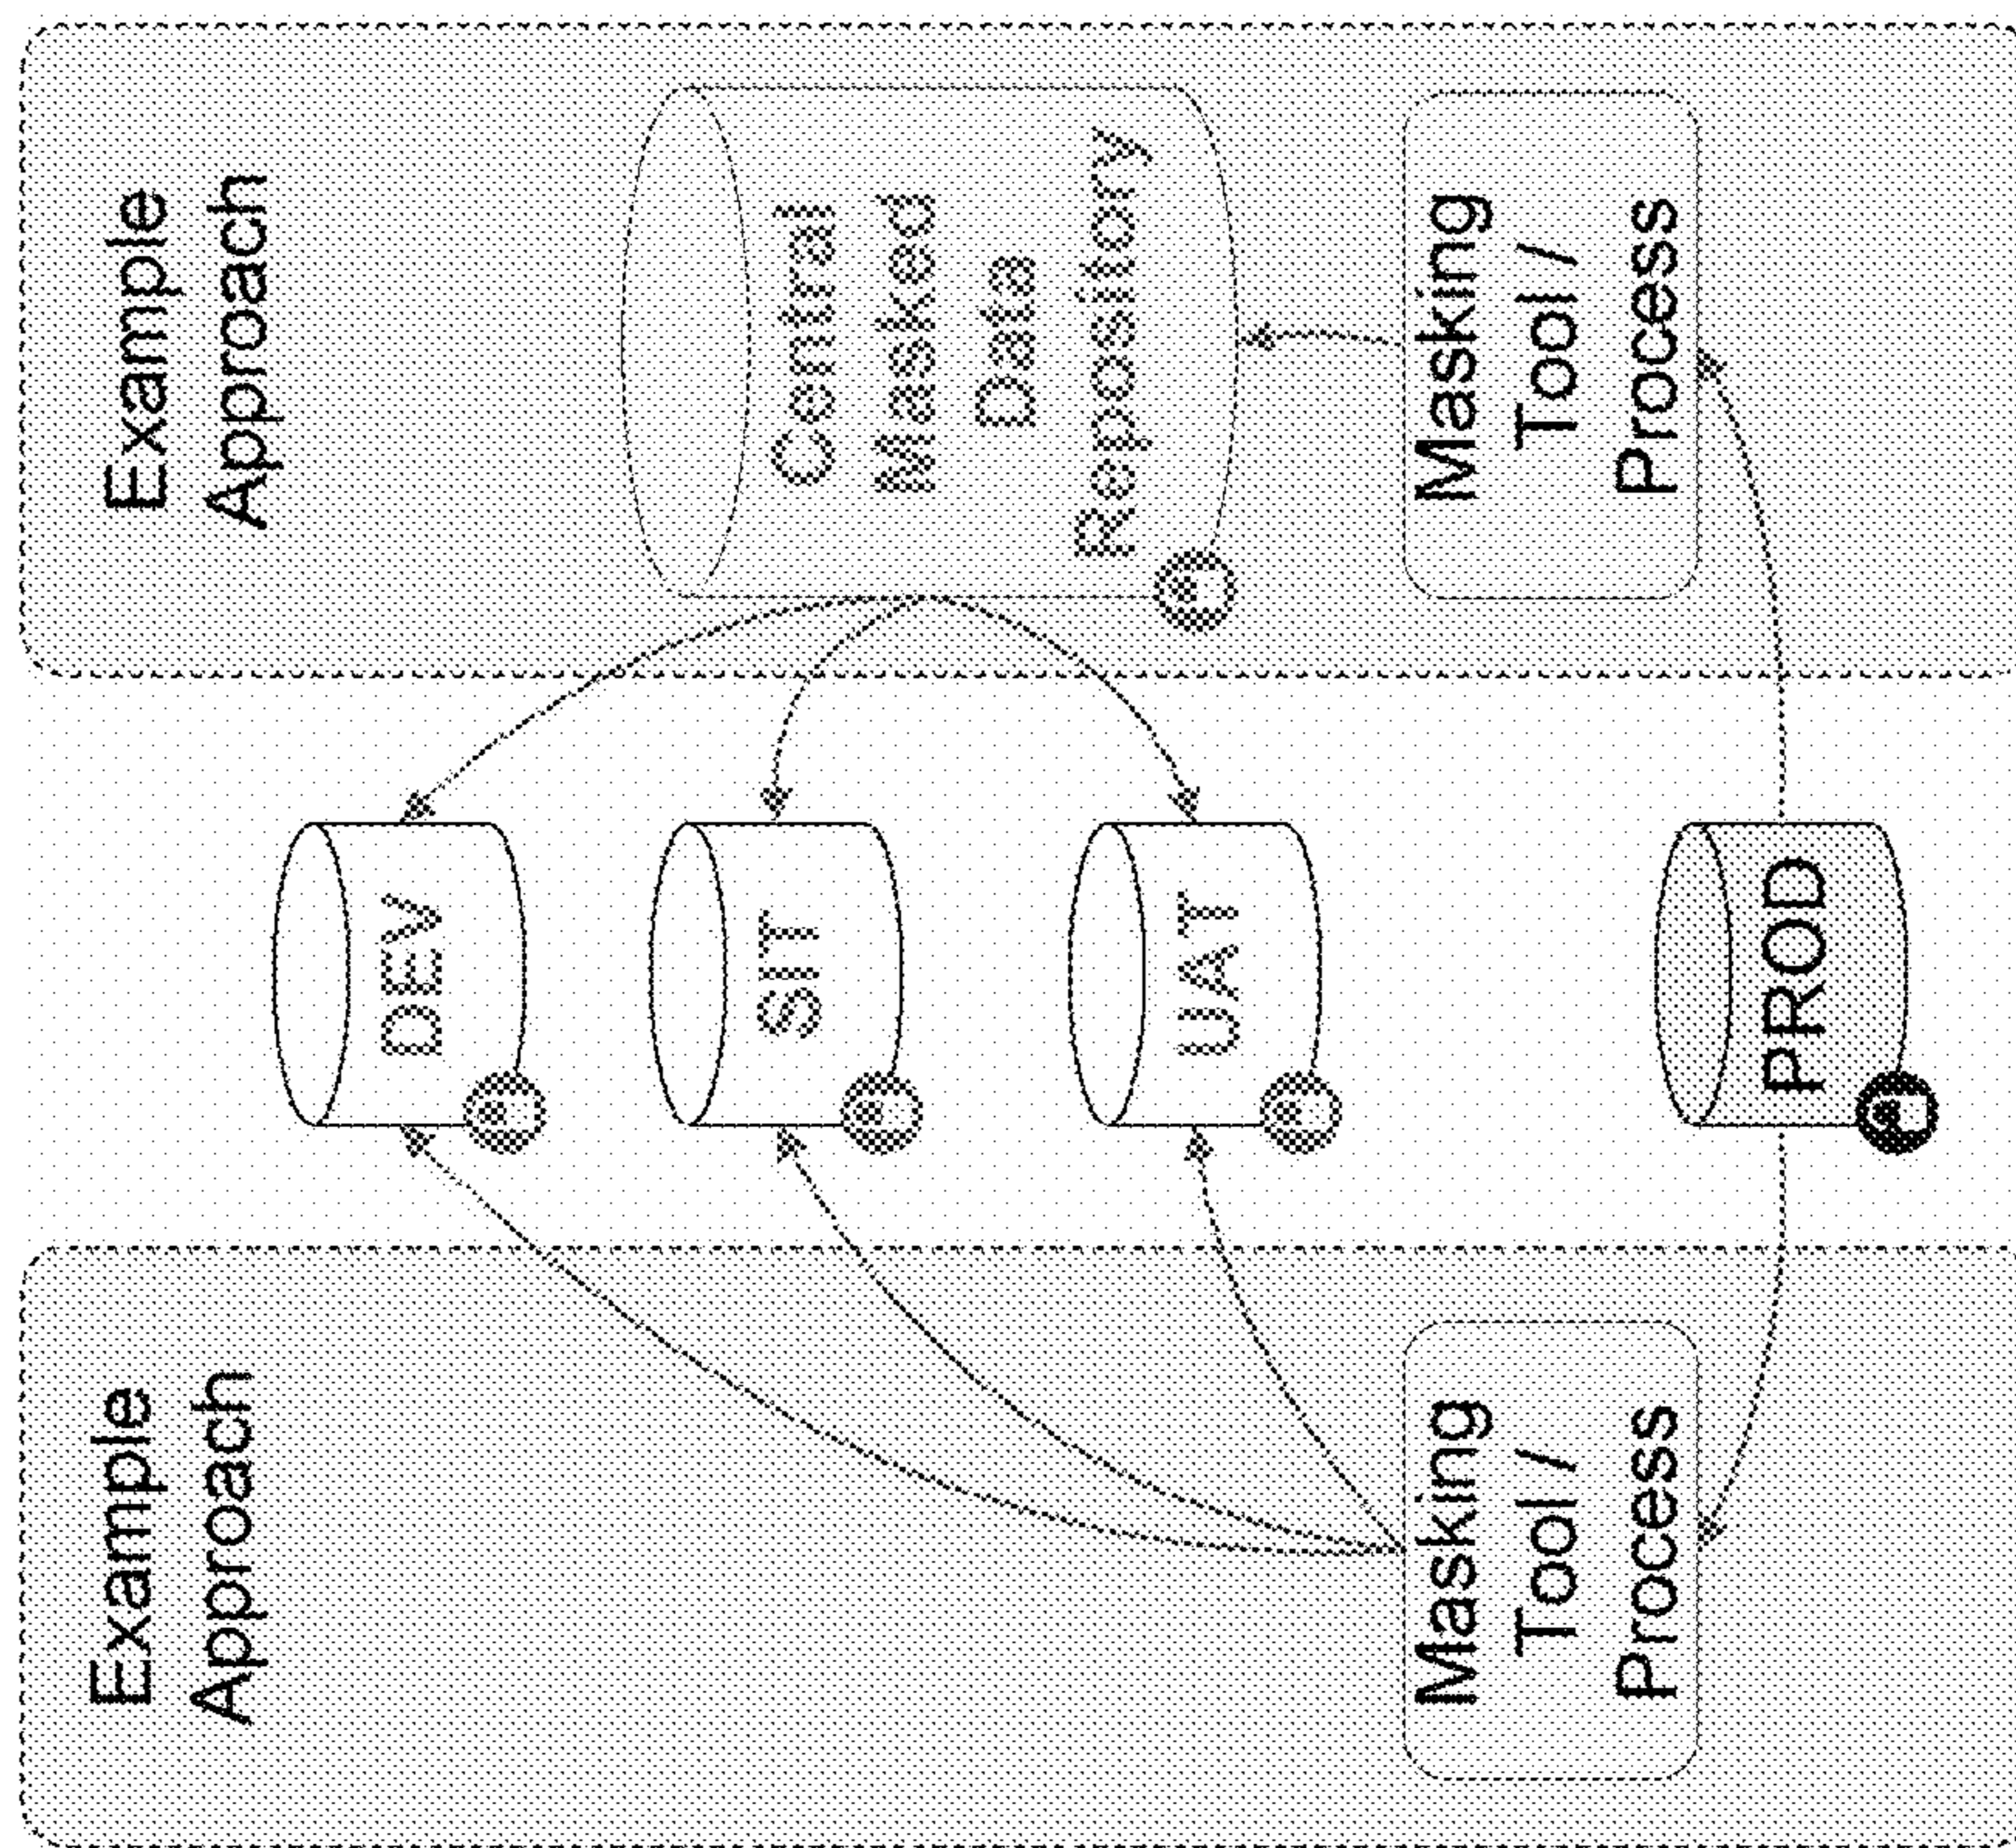 Example
Approach
Masking
Tool /
Process
DEV
SIT
UAT
PROD
Example
Approach
Central
Masked
Data
Repository
Masking
Tool /
Process